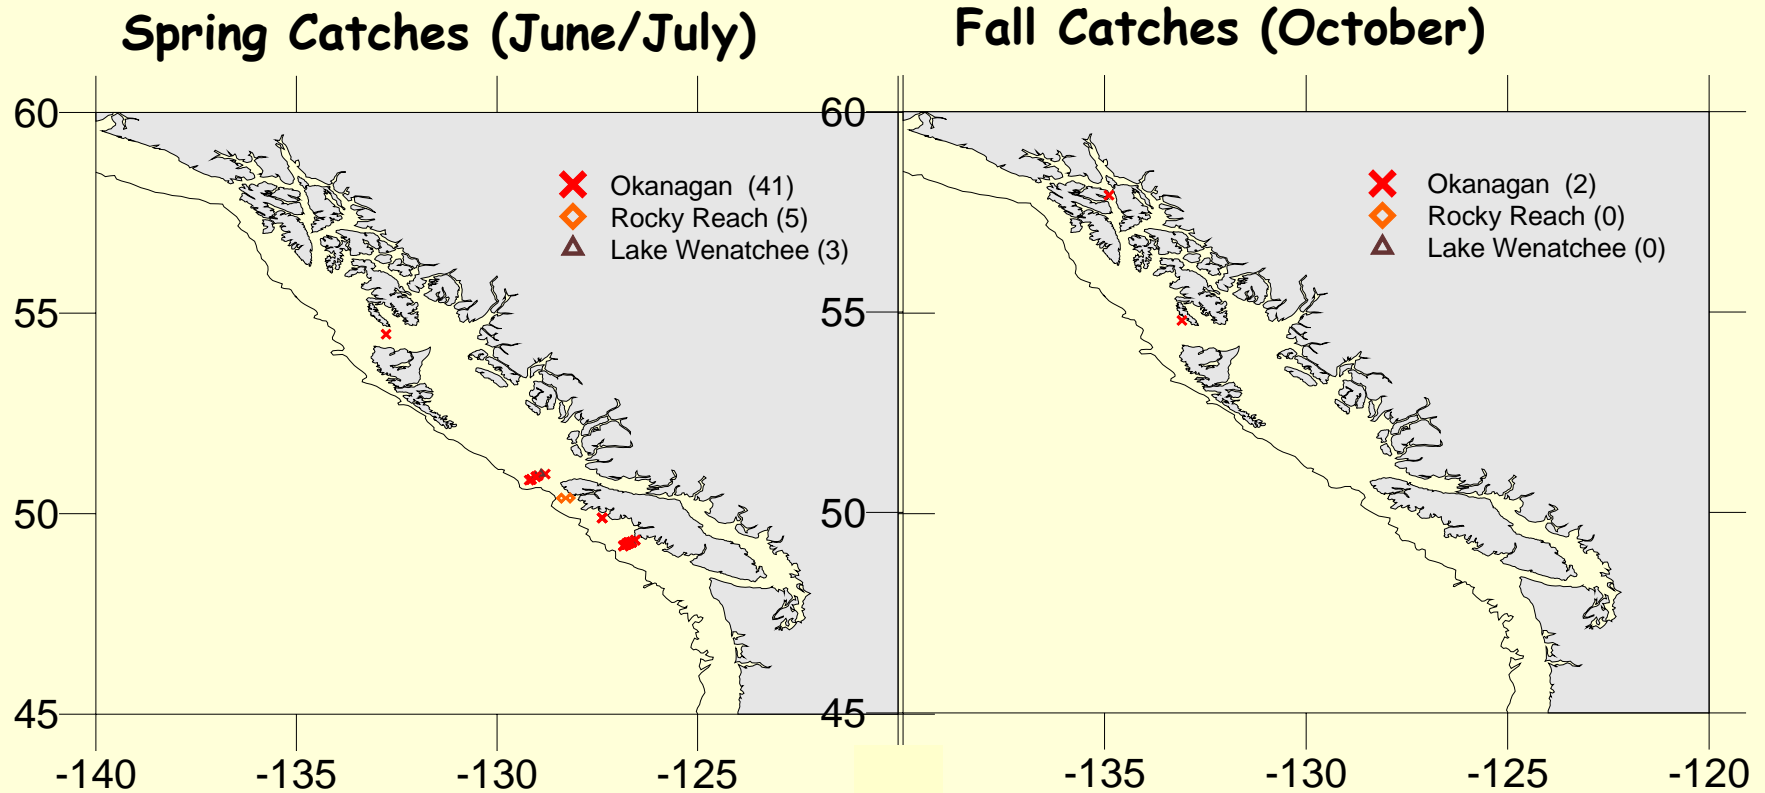 Spring Catches (June/July)
Fall Catches (October)
60
55
50
45
-140
-135
-130
-125
Okanagan (41)
Rocky Reach (5)
Lake Wenatchee (3)
60
55
50
45
-135
-130
-125
-120
Okanagan (2)
Rocky Reach (0)
Lake Wenatchee (0)